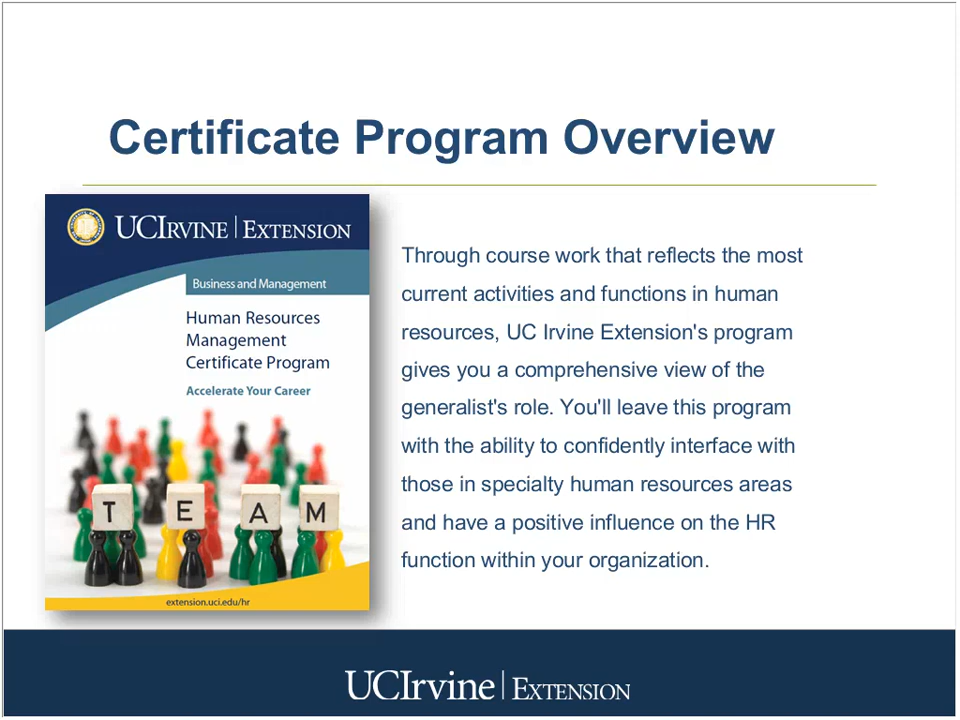 Certificate Program Overview
UCIRVINE | EXTENSION
Business and Management
Human Resources
Management
Certificate Program
Accelerate Your Career
T E A M
extension.uci.edu/hr
Through course work that reflects the most
current activities and functions in human
resources, UC Irvine Extension's program
gives you a comprehensive view of the
generalist's role. You'll leave this program
with the ability to confidently interface with
those in specialty human resources areas
and have a positive influence on the HR
function within your organization.
UCIrvine | EXTENSION